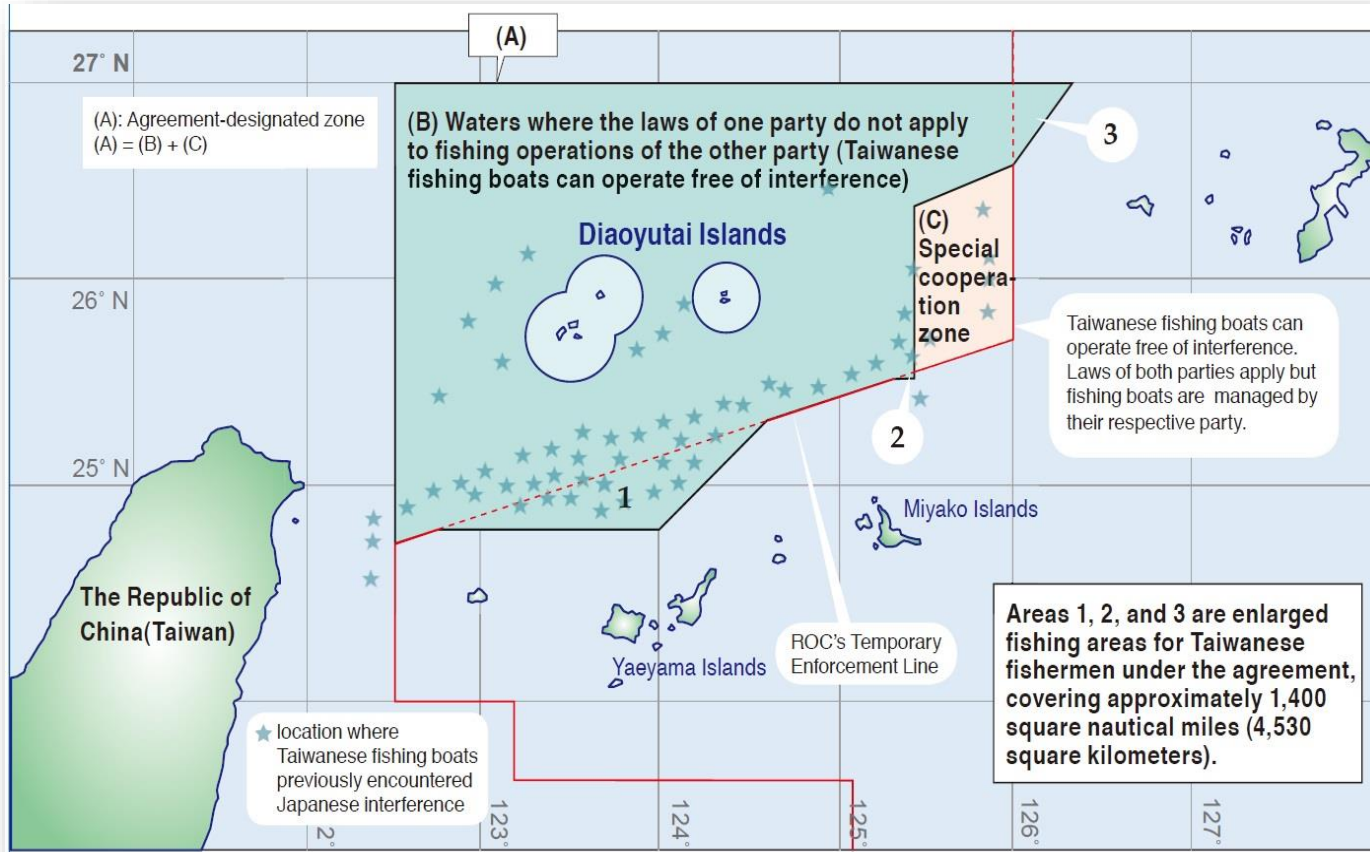 (A)
27° N
(A): Agreement-designated zone
(A) = (B) + (C)
(B) Waters where the laws of one party do not apply
to fishing operations of the other party (Taiwanese
fishing boats can operate free of interference)
3
Diaoyutai Islands
(C)
Special
coopera-
tion
zone
26° N
Taiwanese fishing boats can
operate free of interference.
Laws of both parties apply but
fishing boats are managed by
their respective party.
2
25° N
1
Miyako Islands
The Republic of
China(Taiwan)
ROC's Temporary
Enforcement Line
Yaeyama Islands
Areas 1, 2, and 3 are enlarged
fishing areas for Taiwanese
fishermen under the agreement,
covering approximately 1,400
square nautical miles (4,530
square kilometers).
location where
Taiwanese fishing boats
previously encountered
Japanese interference
2°
123°
124°
125°
126°
127°